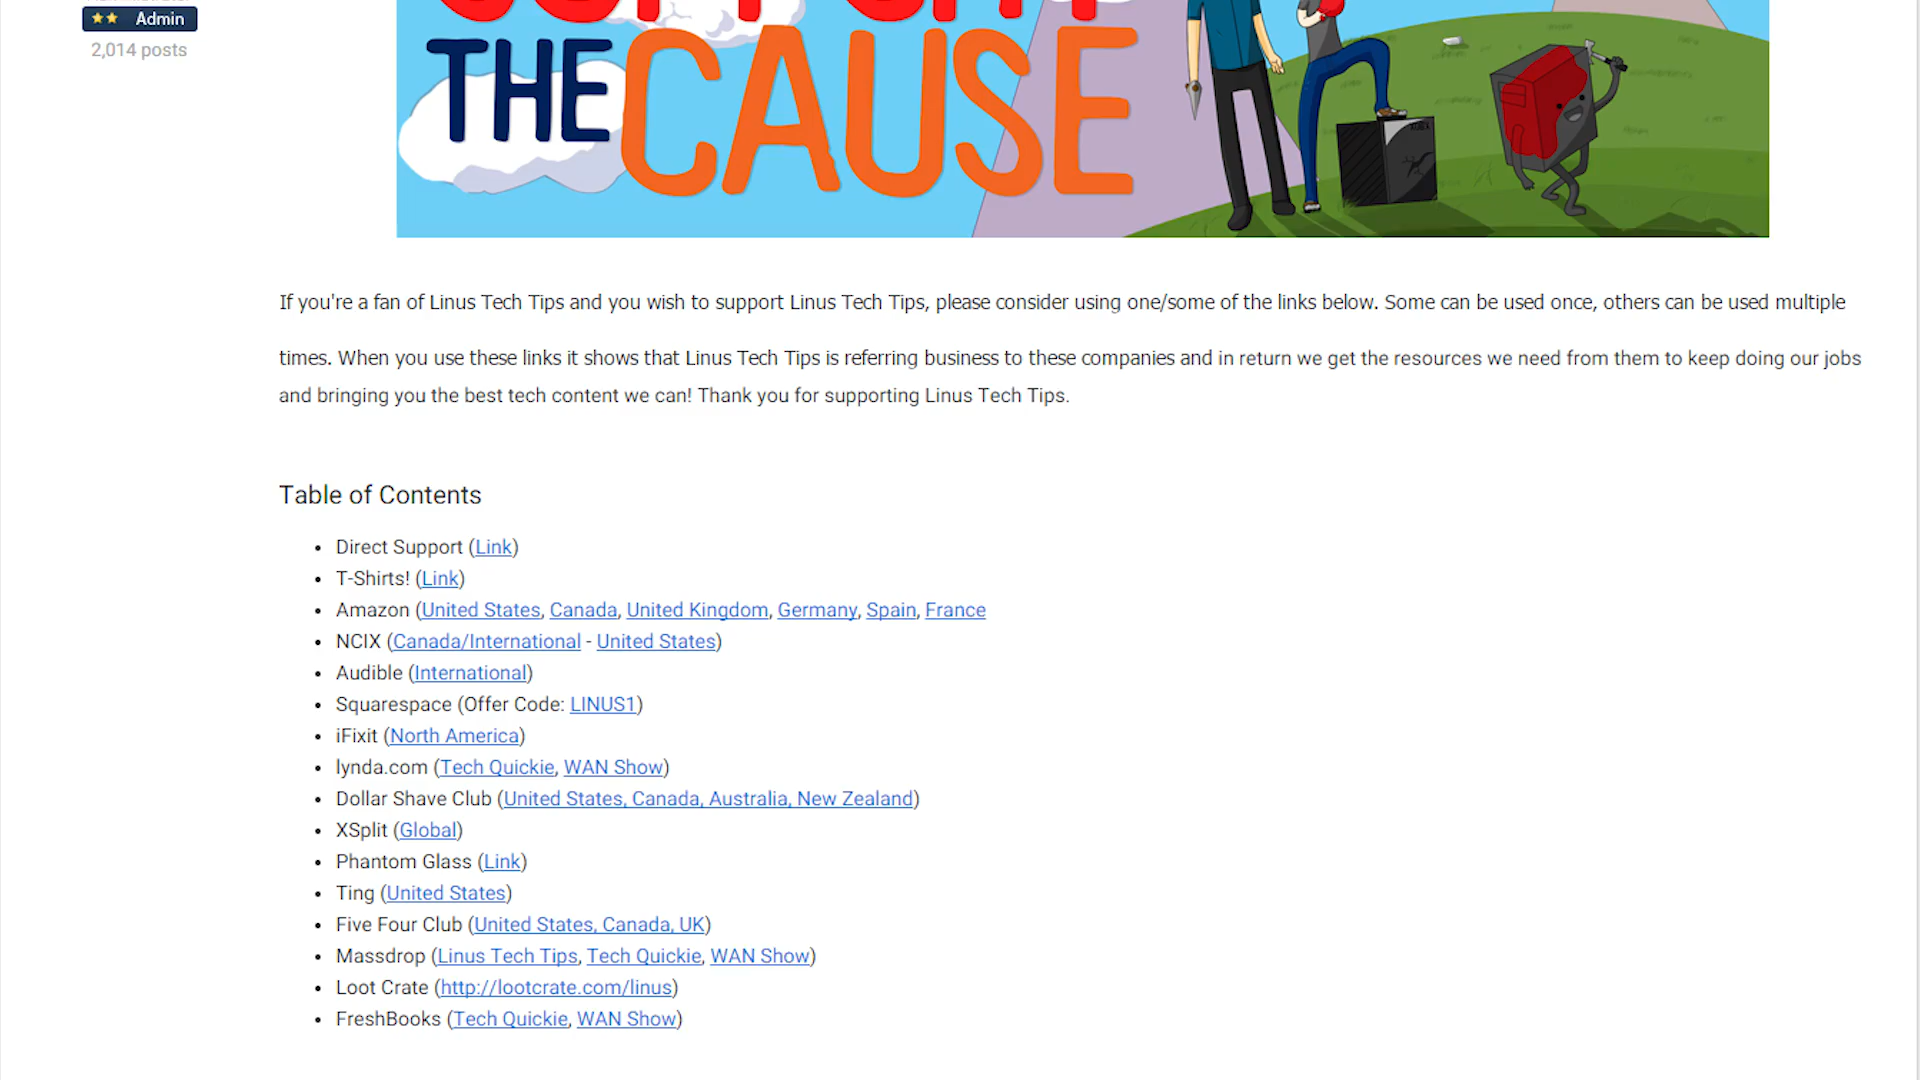 Admin
2,014 posts
THE CAUSE
If you're a fan of Linus Tech Tips and you wish to support Linus Tech Tips, please consider using one/some of the links below. Some can be used once, others can be used multiple
times. When you use these links it shows that Linus Tech Tips is referring business to these companies and in return we get the resources we need from them to keep doing our jobs
and bringing you the best tech content we can! Thank you for supporting Linus Tech Tips.
Table of Contents
Direct Support (Link)
T-Shirts! (Link)
Amazon (United States, Canada, United Kingdom, Germany, Spain, France
NCIX (Canada/International - United States)
Audible (International)
Squarespace (Offer Code: LINUS1)
iFixit (North America)
lynda.com (Tech Quickie, WAN Show)
Dollar Shave Club (United States, Canada, Australia, New Zealand)
XSplit (Global)
Phantom Glass (Link)
Ting (United States)
Five Four Club (United States, Canada, UK)
Massdrop (Linus Tech Tips, Tech Quickie, WAN Show)
Loot Crate (http://lootcrate.com/linus)
FreshBooks (Tech Quickie, WAN Show)